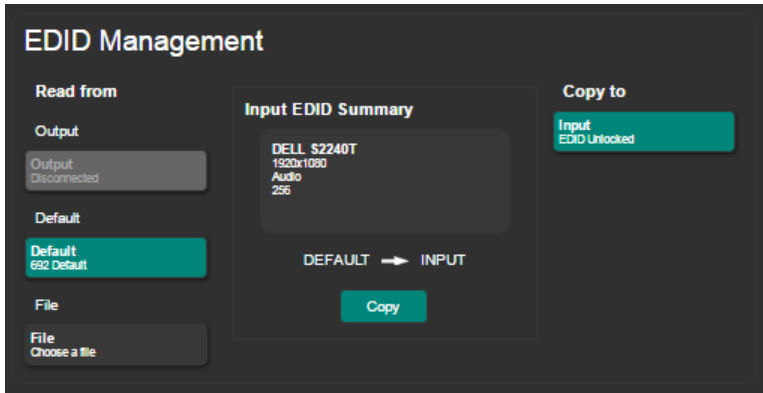 EDID Management
Read from
Output
Output
Disconnected
Default
Default
692 Default
File
File
Choose a file
Input EDID Summary
DELL S2240T
1920x1080
Audio
256
DEFAULT INPUT
Copy
Copy to
Input
EDID Unlocked